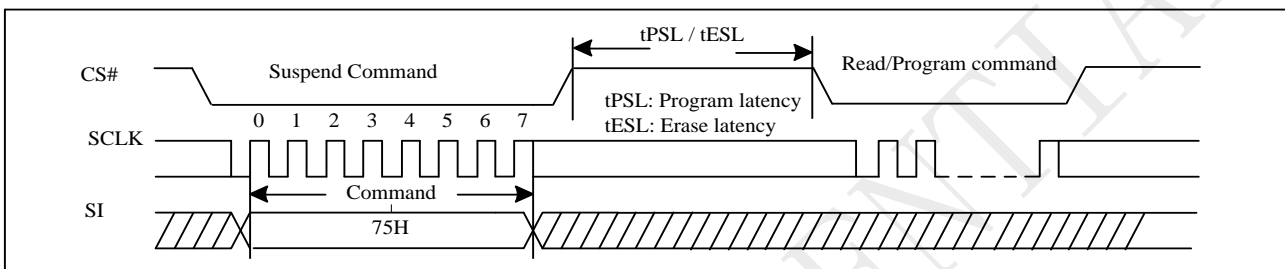 tPSL / tESL
CS#
Suspend Command
Read/Program command
tPSL: Program latency
tESL: Erase latency
0 1 2 3 4 5 6 7
SCLK
Command
SI
75H
ENTIA